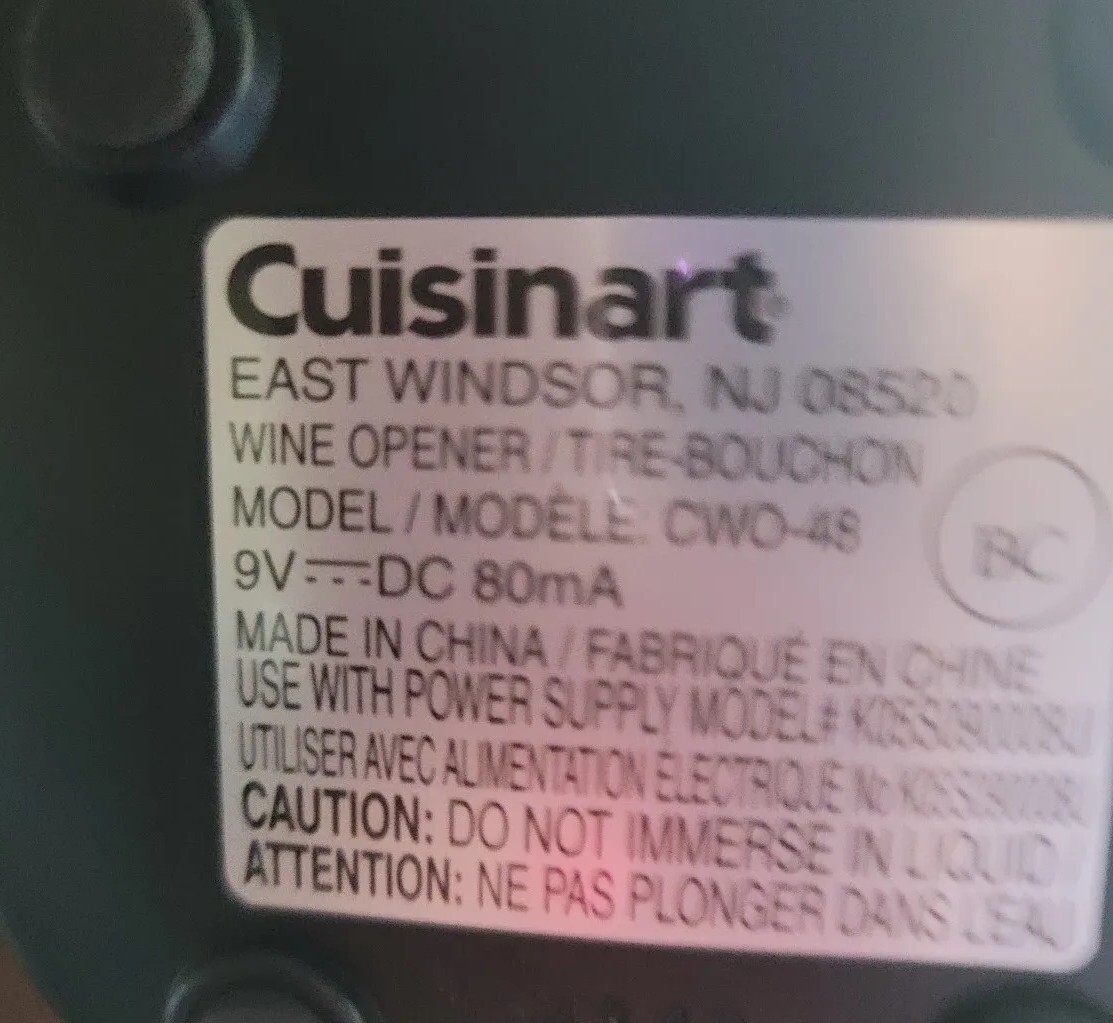 Cuisinart®
EAST WINDSOR, NJ 08520
WINE OPENER / TIRE-BOUCHON
MODEL / MODÈLE: CWO-48
BC
9V⎓DC 80mA
MADE IN CHINA / FABRIQUÉ EN CHINE
USE WITH POWER SUPPLY MODEL#
UTILISER AVEC ALIMENTATION ÉLECTRIQUE No
CAUTION: DO NOT IMMERSE IN LIQUID
ATTENTION: NE PAS PLONGER DANS L'EAU